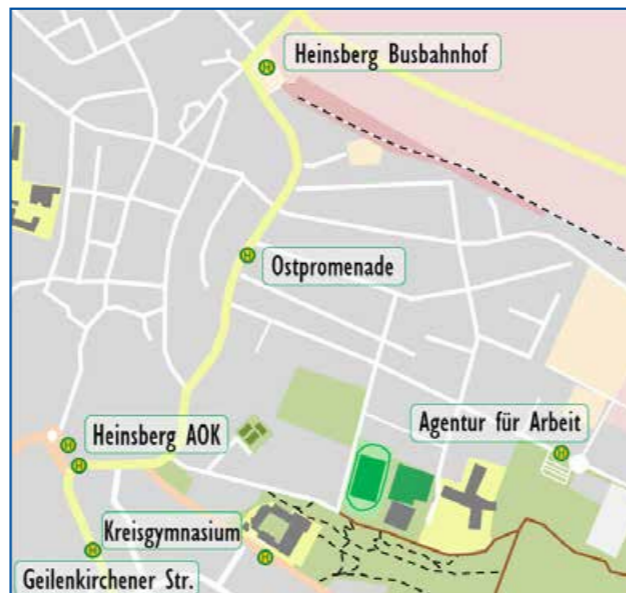 Heinsberg Busbahnhof
Ostpromenade
Agentur für Arbeit
Heinsberg AOK
Kreisgymnasium
Geilenkirchener Str.
H
H
H
H
H
H
H